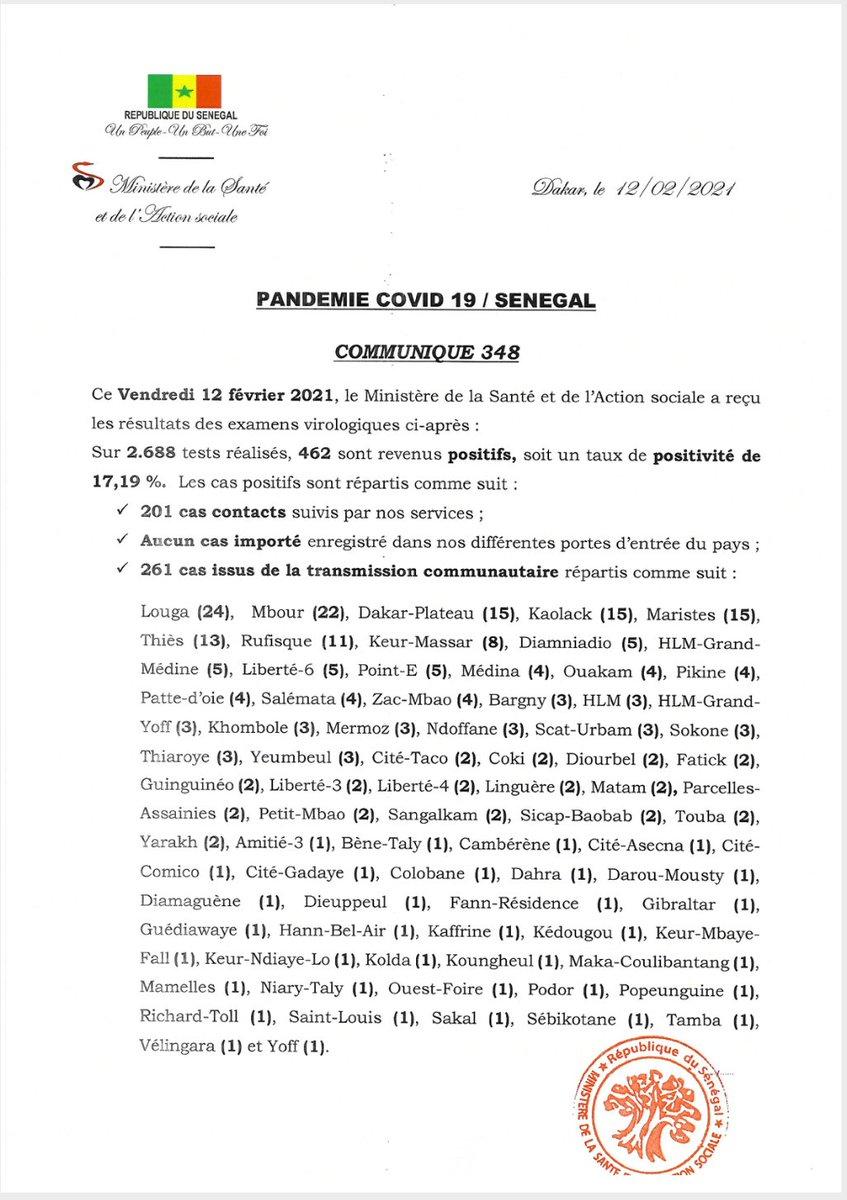 REPUBLIQUE DU SENEGAL
Un Peuple-Un But-Une Foi
Ministère de la Santé
et de l'Action sociale
Dakar, le 12/02/2021
PANDEMIE COVID 19 / SENEGAL
COMMUNIQUE 348
Ce Vendredi 12 février 2021, le Ministère de la Santé et de l'Action sociale a reçu
les résultats des examens virologiques ci-après :
Sur 2.688 tests réalisés, 462 sont revenus positifs, soit un taux de positivité de
17,19 %. Les cas positifs sont répartis comme suit :
✓ 201 cas contacts suivis par nos services ;
✓ Aucun cas importé enregistré dans nos différentes portes d'entrée du pays ;
✓ 261 cas issus de la transmission communautaire répartis comme suit :
Louga (24), Mbour (22), Dakar-Plateau (15), Kaolack (15), Maristes (15),
Thiès (13), Rufisque (11), Keur-Massar (8), Diamniadio (5), HLM-Grand-
Médine (5), Liberté-6 (5), Point-E (5), Médina (4), Ouakam (4), Pikine (4),
Patte-d'oie (4), Salémata (4), Zac-Mbao (4), Bargny (3), HLM (3), HLM-Grand-
Yoff (3), Khombole (3), Mermoz (3), Ndoffane (3), Scat-Urbam (3), Sokone (3),
Thiaroye (3), Yeumbeul (3), Cité-Taco (2), Coki (2), Diourbel (2), Fatick (2),
Guinguinéo (2), Liberté-3 (2), Liberté-4 (2), Linguère (2), Matam (2), Parcelles-
Assainies (2), Petit-Mbao (2), Sangalkam (2), Sicap-Baobab (2), Touba (2),
Yarakh (2), Amitié-3 (1), Bène-Taly (1), Cambérène (1), Cité-Asecna (1), Cité-
Comico (1), Cité-Gadaye (1), Colobane (1), Dahra (1), Darou-Mousty (1),
Diamaguène (1), Dieuppeul (1), Fann-Résidence (1), Gibraltar (1),
Guédiawaye (1), Hann-Bel-Air (1), Kaffrine (1), Kédougou (1), Keur-Mbaye-
Fall (1), Keur-Ndiaye-Lo (1), Kolda (1), Koungheul (1), Maka-Coulibantang (1),
Mamelles (1), Niary-Taly (1), Ouest-Foire (1), Podor (1), Popeunguine (1),
Richard-Toll (1), Saint-Louis (1), Sakal (1), Sébikotane (1), Tamba (1),
Vélingara (1) et Yoff (1).
★ République du Sénégal ★
MINISTERE DE LA SANTE ACTION SOCIALE